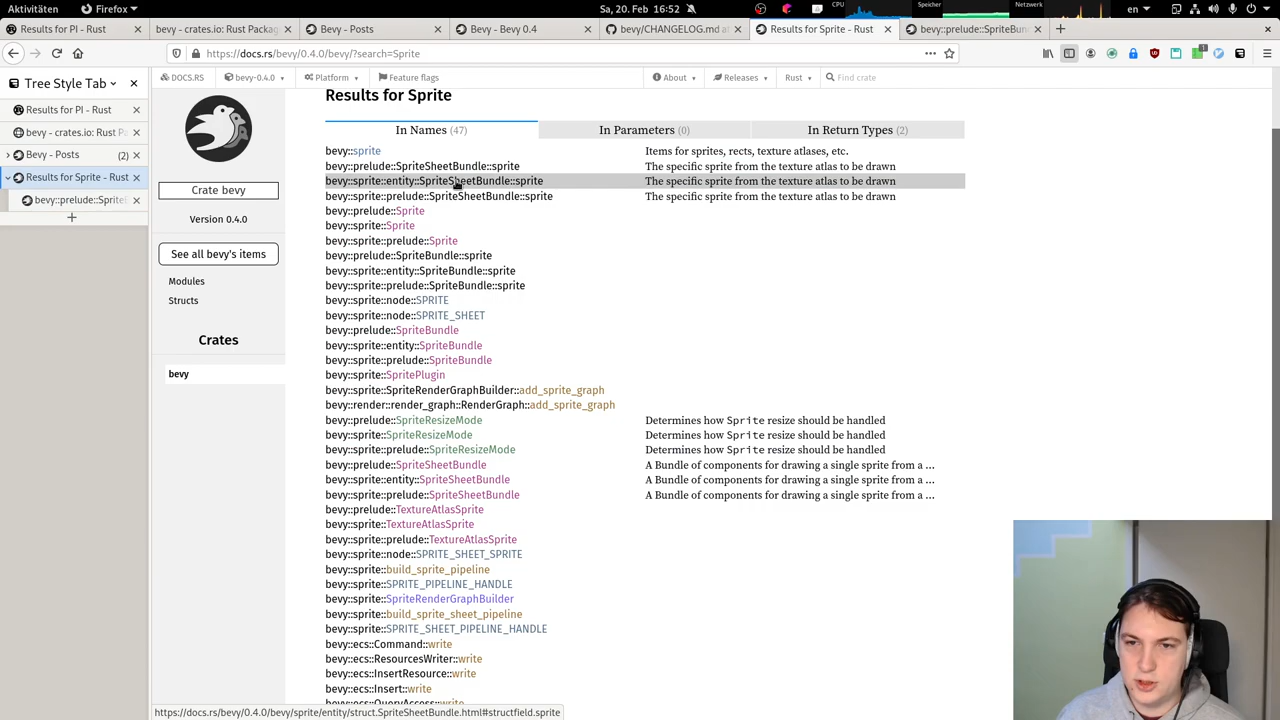 Aktivitäten
Firefox
Sa, 20. Feb 16:52
CPU
Speicher
Netzwerk
en
Results for PI - Rust
bevy - crates.io: Rust Packag
Bevy - Posts
Bevy - Bevy 0.4
bevy/CHANGELOG.md at
Results for Sprite - Rust
bevy::prelude::SpriteBun
https://docs.rs/bevy/0.4.0/bevy/?search=Sprite
Tree Style Tab
Results for PI - Rust
bevy - crates.io: Rust Pa
Bevy - Posts (2)
Results for Sprite - Rust
bevy::prelude::Sprite
DOCS.RS
bevy-0.4.0
Platform
Feature flags
About
Releases
Rust
Find crate
Crate bevy
Version 0.4.0
See all bevy's items
Modules
Structs
Crates
bevy
Results for Sprite
In Names (47)
In Parameters (0)
In Return Types (2)
bevy::sprite Items for sprites, rects, texture atlases, etc.
bevy::prelude::SpriteSheetBundle::sprite The specific sprite from the texture atlas to be drawn
bevy::sprite::entity::SpriteSheetBundle::sprite The specific sprite from the texture atlas to be drawn
bevy::sprite::prelude::SpriteSheetBundle::sprite The specific sprite from the texture atlas to be drawn
bevy::prelude::Sprite
bevy::sprite::Sprite
bevy::sprite::prelude::Sprite
bevy::prelude::SpriteBundle::sprite
bevy::sprite::entity::SpriteBundle::sprite
bevy::sprite::prelude::SpriteBundle::sprite
bevy::sprite::node::SPRITE
bevy::sprite::node::SPRITE_SHEET
bevy::prelude::SpriteBundle
bevy::sprite::entity::SpriteBundle
bevy::sprite::prelude::SpriteBundle
bevy::sprite::SpritePlugin
bevy::sprite::SpriteRenderGraphBuilder::add_sprite_graph
bevy::render::render_graph::RenderGraph::add_sprite_graph
bevy::prelude::SpriteResizeMode Determines how Sprite resize should be handled
bevy::sprite::SpriteResizeMode Determines how Sprite resize should be handled
bevy::sprite::prelude::SpriteResizeMode Determines how Sprite resize should be handled
bevy::prelude::SpriteSheetBundle A Bundle of components for drawing a single sprite from a ...
bevy::sprite::entity::SpriteSheetBundle A Bundle of components for drawing a single sprite from a ...
bevy::sprite::prelude::SpriteSheetBundle A Bundle of components for drawing a single sprite from a ...
bevy::prelude::TextureAtlasSprite
bevy::sprite::TextureAtlasSprite
bevy::sprite::prelude::TextureAtlasSprite
bevy::sprite::node::SPRITE_SHEET_SPRITE
bevy::sprite::build_sprite_pipeline
bevy::sprite::SPRITE_PIPELINE_HANDLE
bevy::sprite::SpriteRenderGraphBuilder
bevy::sprite::build_sprite_sheet_pipeline
bevy::sprite::SPRITE_SHEET_PIPELINE_HANDLE
bevy::ecs::Command::write
bevy::ecs::ResourcesWriter::write
bevy::ecs::InsertResource::write
bevy::ecs::Insert::write
bevy::ecs::QueryAccess::write
https://docs.rs/bevy/0.4.0/bevy/sprite/entity/struct.SpriteSheetBundle.html#structfield.sprite